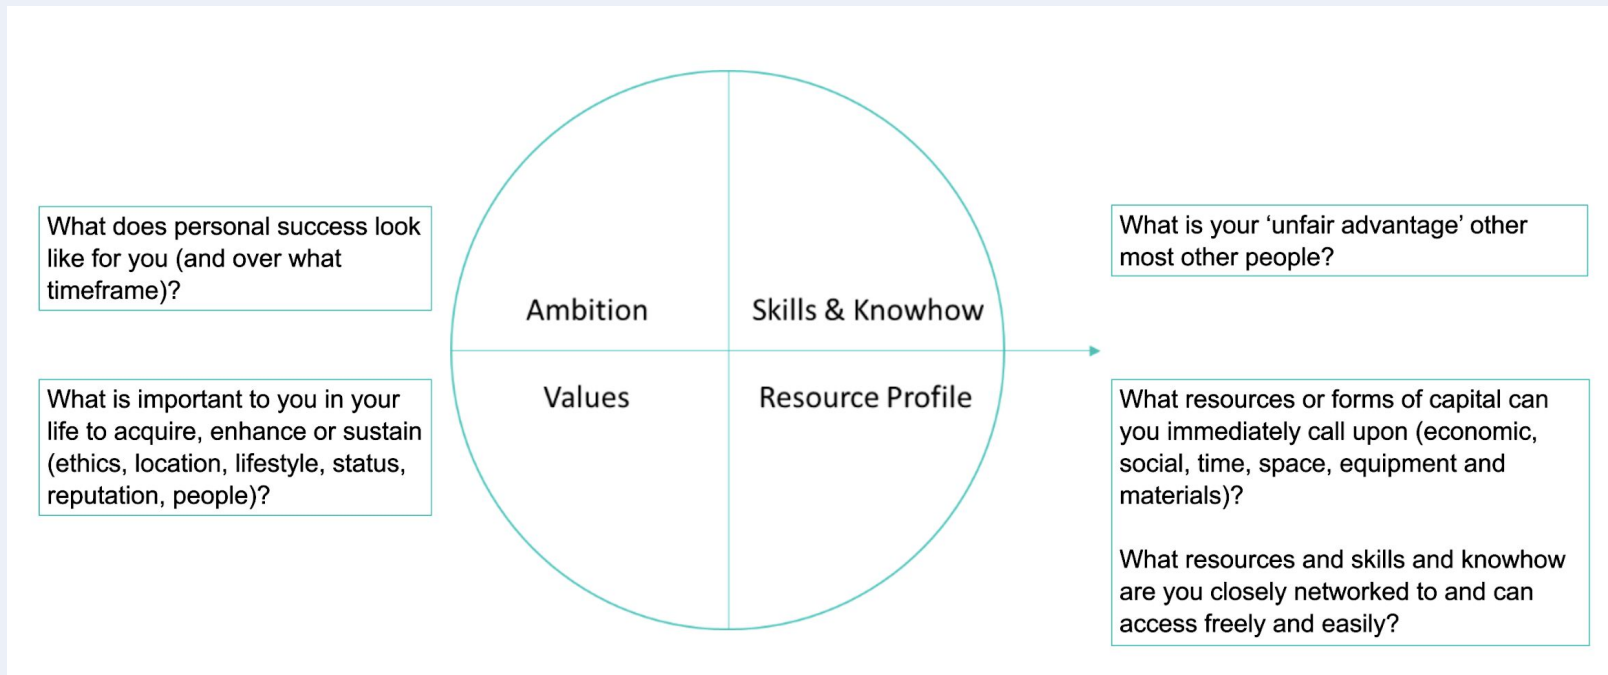 What does personal success look
like for you (and over what
timeframe)?
What is important to you in your
life to acquire, enhance or sustain
(ethics, location, lifestyle, status,
reputation, people)?
Ambition
Skills & Knowhow
Values
Resource Profile
What is your ‘unfair advantage’ other
most other people?
What resources or forms of capital can
you immediately call upon (economic,
social, time, space, equipment and
materials)?
What resources and skills and knowhow
are you closely networked to and can
access freely and easily?